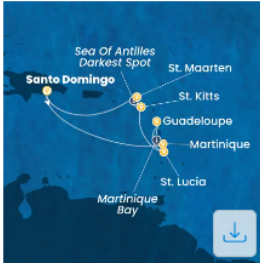 Sea Of Antilles
Darkest Spot
St. Maarten
Santo Domingo
St. Kitts
Guadeloupe
Martinique
St. Lucia
Martinique
Bay